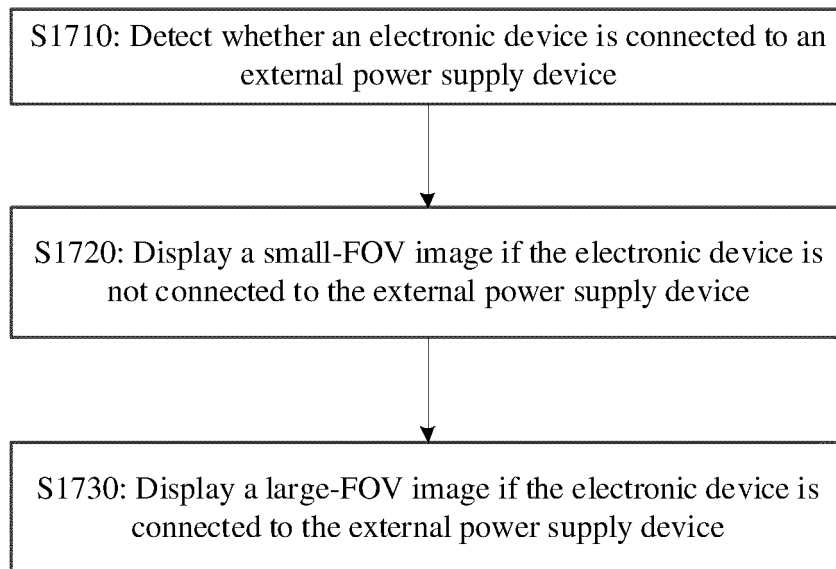 S1710: Detect whether an electronic device is connected to an
external power supply device
S1720: Display a small-FOV image if the electronic device is
not connected to the external power supply device
S1730: Display a large-FOV image if the electronic device is
connected to the external power supply device